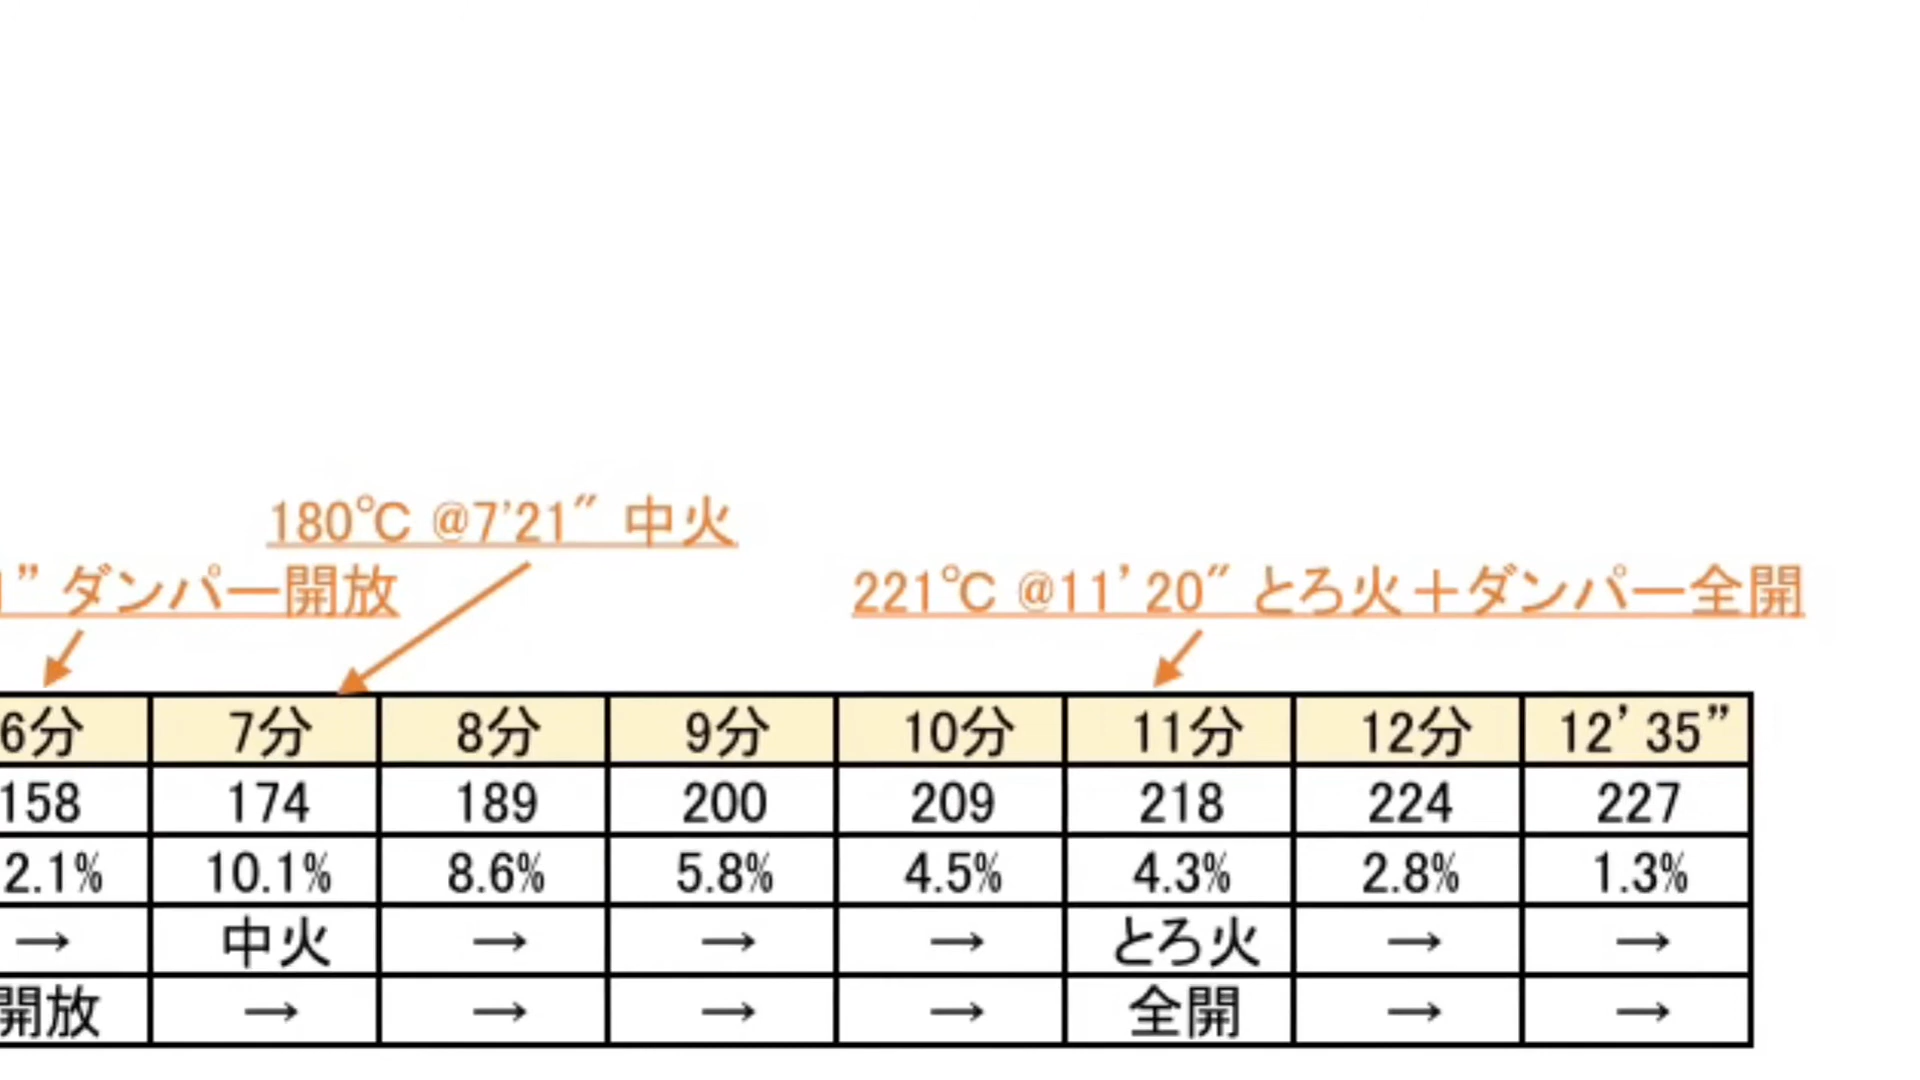 180℃ @7'21" 中火
1” ダンパー開放
221℃ @11’20" とろ火＋ダンパー全開
6分 7分 8分 9分 10分 11分 12分 12’35”
158 174 189 200 209 218 224 227
2.1% 10.1% 8.6% 5.8% 4.5% 4.3% 2.8% 1.3%
→ 中火 → → → とろ火 → →
開放 → → → → 全開 → →